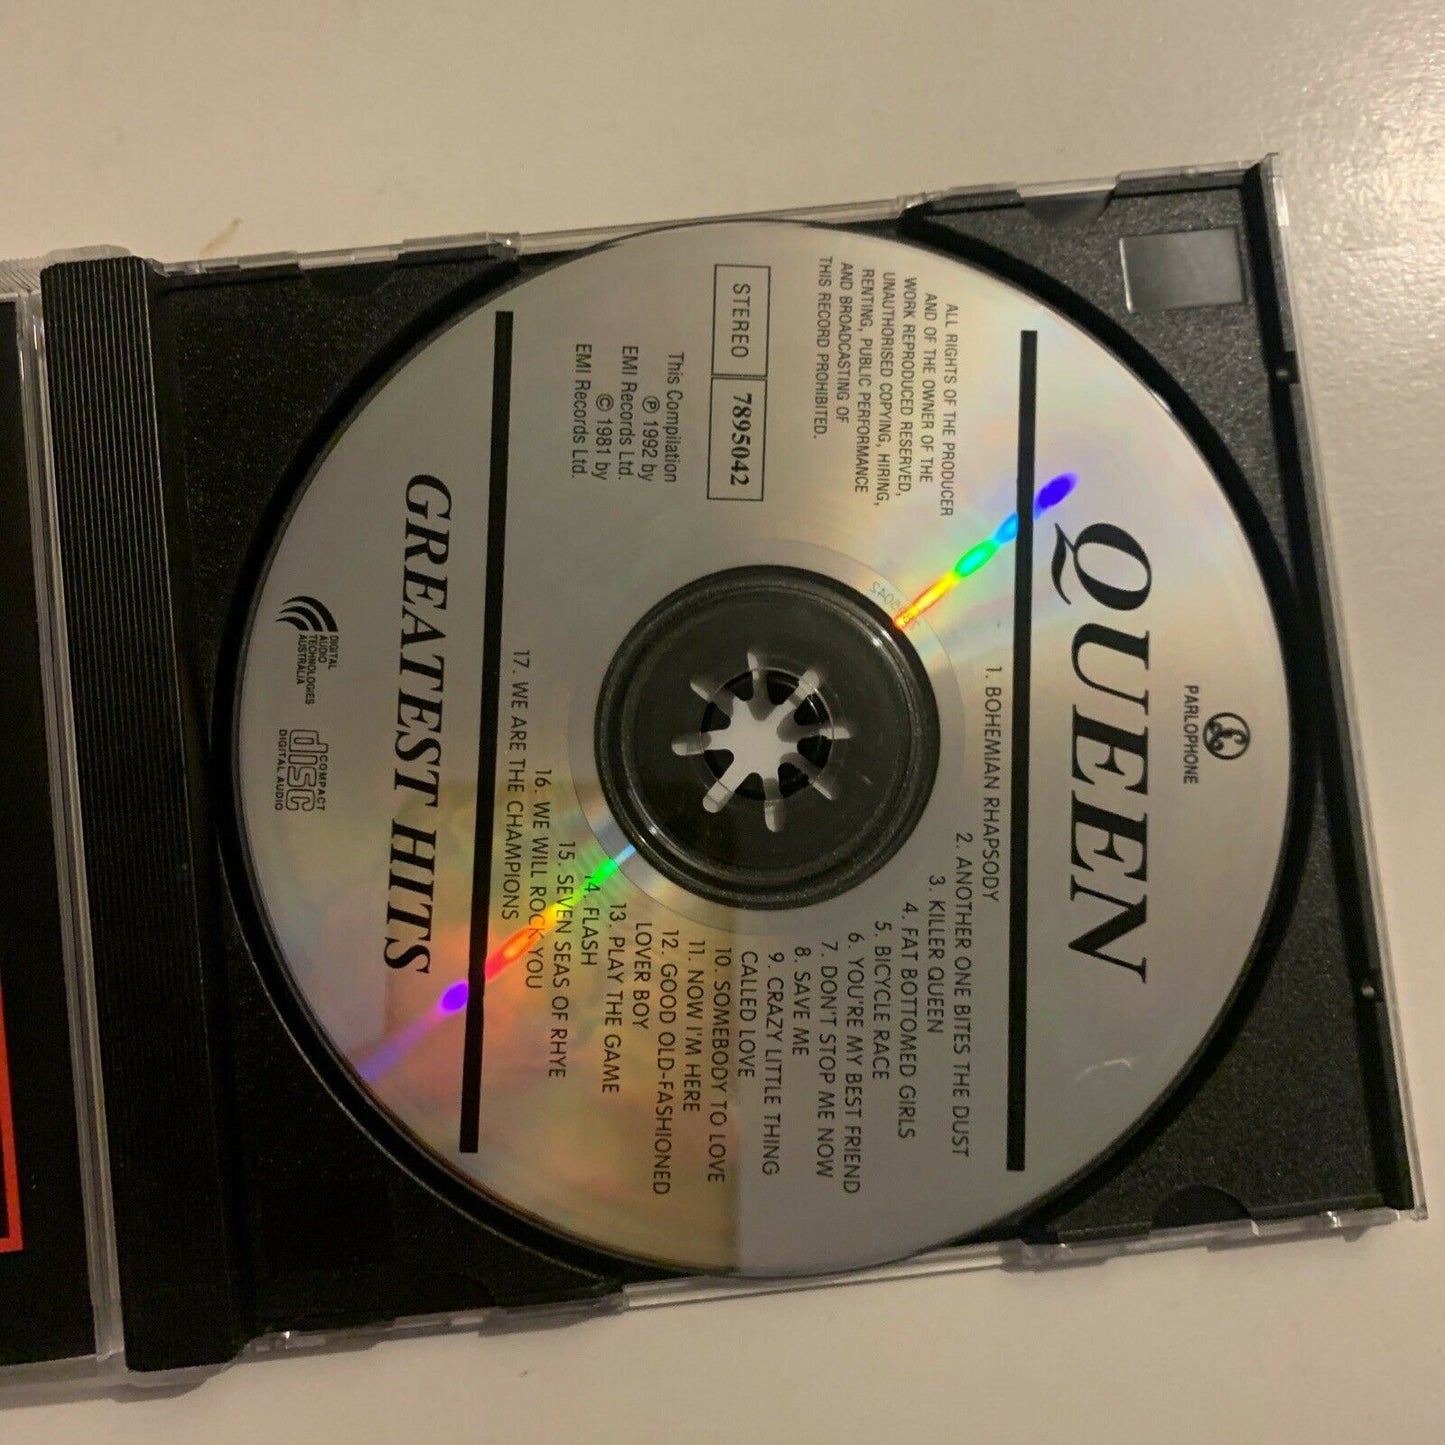 PARLOPHONE
QUEEN
ALL RIGHTS OF THE PRODUCER
AND OF THE OWNER OF THE
WORK REPRODUCED RESERVED,
UNAUTHORISED COPYING, HIRING,
RENTING, PUBLIC PERFORMANCE
AND BROADCASTING OF
THIS RECORD PROHIBITED.
STEREO 7895042
This Compilation
℗ 1992 by
EMI Records Ltd.
© 1981 by
EMI Records Ltd.
1. BOHEMIAN RHAPSODY
2. ANOTHER ONE BITES THE DUST
3. KILLER QUEEN
4. FAT BOTTOMED GIRLS
5. BICYCLE RACE
6. YOU'RE MY BEST FRIEND
7. DON'T STOP ME NOW
8. SAVE ME
9. CRAZY LITTLE THING
CALLED LOVE
10. SOMEBODY TO LOVE
11. NOW I'M HERE
12. GOOD OLD-FASHIONED
LOVER BOY
13. PLAY THE GAME
14. FLASH
15. SEVEN SEAS OF RHYE
16. WE WILL ROCK YOU
17. WE ARE THE CHAMPIONS
GREATEST HITS
DIGITAL
AUDIO
TECHNOLOGIES
AUSTRALIA
COMPACT
disc
DIGITAL AUDIO